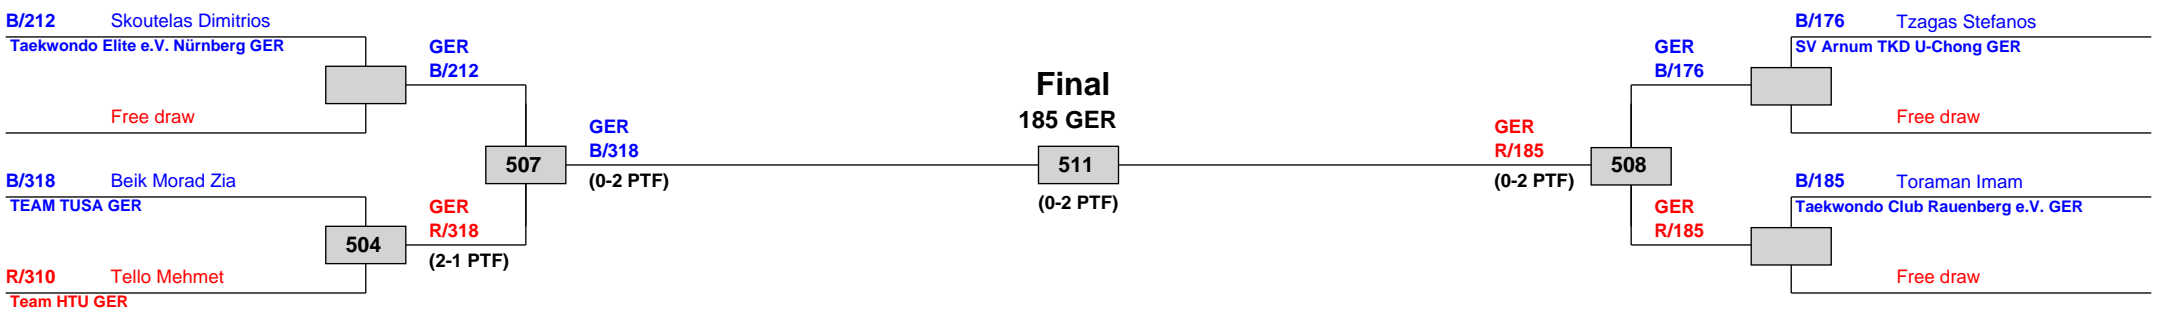 B/212 Skoutelas Dimitrios
Taekwondo Elite e.V. Nürnberg GER
Free draw
B/318 Beik Morad Zia
TEAM TUSA GER
504
R/310 Tello Mehmet
Team HTU GER
GER
B/212
GER
R/318
(2-1 PTF)
507
GER
B/318
(0-2 PTF)
Final
185 GER
511
(0-2 PTF)
GER
R/185
(0-2 PTF)
508
GER
B/176
GER
R/185
B/176 Tzagas Stefanos
SV Arnum TKD U-Chong GER
Free draw
B/185 Toraman Imam
Taekwondo Club Rauenberg e.V. GER
Free draw